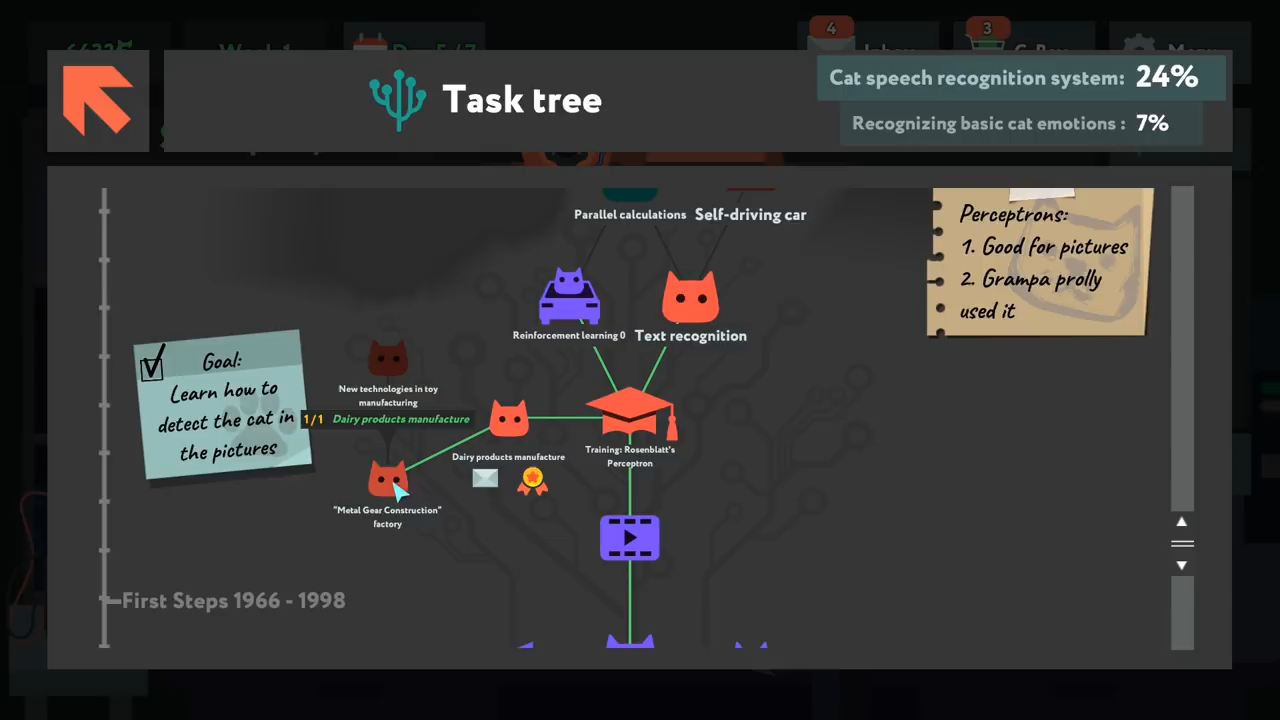 4
3
Task tree
Cat speech recognition system: 24%
Recognizing basic cat emotions : 7%
Parallel calculations
Self-driving car
Perceptrons:
1. Good for pictures
2. Grampa prolly
used it
Reinforcement learning 0
Text recognition
Goal:
Learn how to
detect the cat in
the pictures
New technologies in toy
manufacturing
1/1 Dairy products manufacture
Dairy products manufacture
Training: Rosenblatt's
Perceptron
"Metal Gear Construction"
factory
First Steps 1966 - 1998